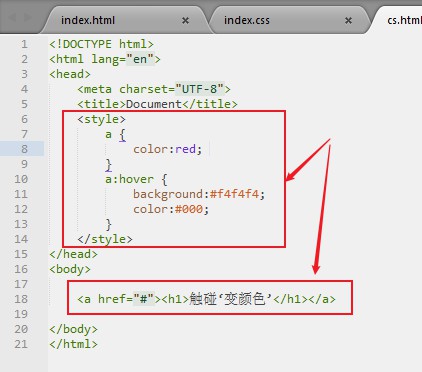 index.html × index.css × cs.html
1 <!DOCTYPE html>
2 <html lang="en">
3 <head>
4 <meta charset="UTF-8">
5 <title>Document</title>
6 <style>
7 a {
8 color:red;
9 }
10 a:hover {
11 background:#f4f4f4;
12 color:#000;
13 }
14 </style>
15 </head>
16 <body>
17
18 <a href="#"><h1>触碰‘变颜色’</h1></a>
19
20 </body>
21 </html>